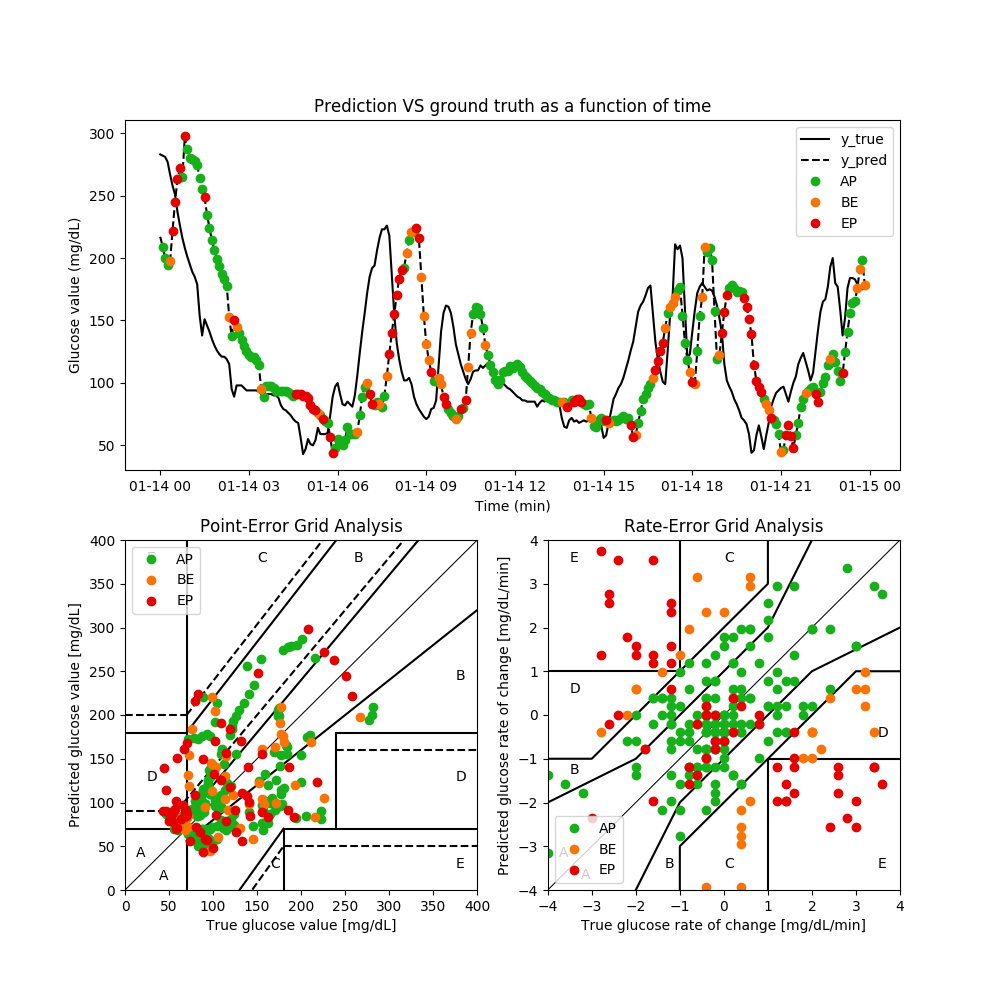 Prediction VS ground truth as a function of time
Glucose value (mg/dL)
300
250
200
150
100
50
y_true
y_pred
AP
BE
EP
01-14 00 01-14 03 01-14 06 01-14 09 01-14 12 01-14 15 01-14 18 01-14 21 01-15 00
Time (min)
Point-Error Grid Analysis
Predicted glucose value [mg/dL]
400
350
300
250
200
150
100
50
0
AP
BE
EP
E
C
B
B
D
D
A
A
C
E
0 50 100 150 200 250 300 350 400
True glucose value [mg/dL]
Rate-Error Grid Analysis
Predicted glucose rate of change [mg/dL/min]
4
3
2
1
0
−1
−2
−3
−4
E
C
D
D
B
A
A
B
C
E
AP
BE
EP
−4 −3 −2 −1 0 1 2 3 4
True glucose rate of change [mg/dL/min]